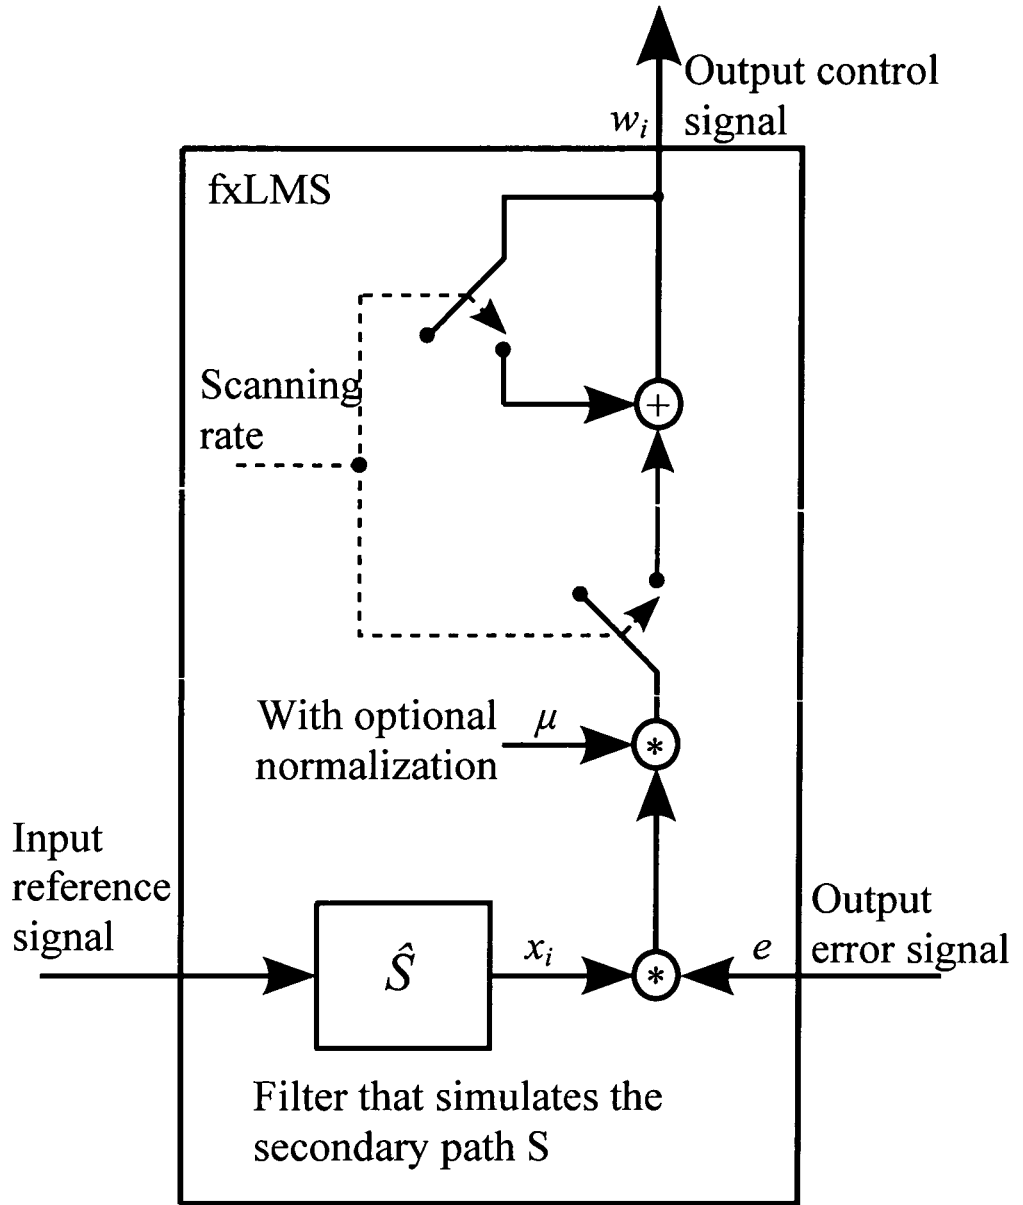 Output control
signal
w_i
fxLMS
+
Scanning
rate
With optional
normalization
μ
*
Input
reference
signal
Output
error signal
Ŝ
x_i
*
e
Filter that simulates the
secondary path S